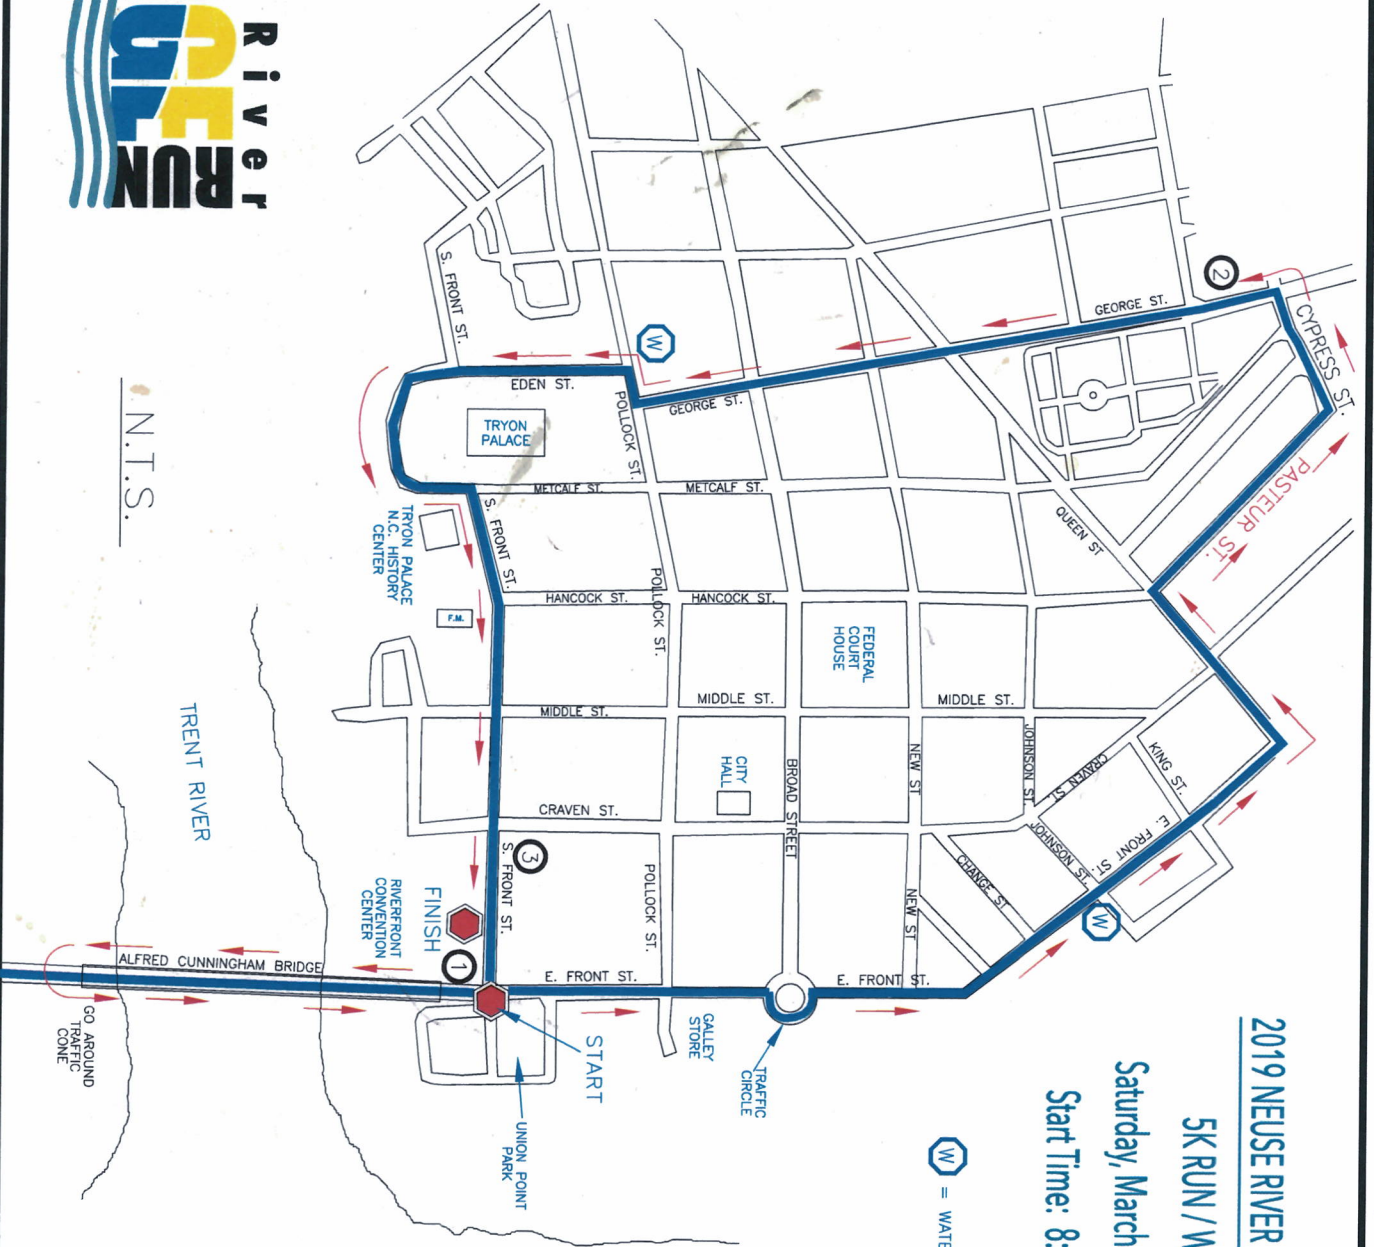 River
RUN
2019 NEUSE RIVER
5K RUN / W
Saturday, March
Start Time: 8:
W = WATE
CYPRESS ST.
PASTEUR ST.
2
GEORGE ST.
W
GEORGE ST.
EDEN ST.
S. FRONT ST.
TRYON
PALACE
POLLOCK ST.
METCALF ST.
METCALF ST.
QUEEN ST
S. FRONT ST.
TRYON PALACE
N.C. HISTORY
CENTER
F.M.
HANCOCK ST.
POLLOCK ST.
HANCOCK ST.
FEDERAL
COURT
HOUSE
MIDDLE ST.
MIDDLE ST.
MIDDLE ST.
JOHNSON ST.
CRAVEN ST.
KING ST.
CITY
HALL
BROAD STREET
NEW ST
CRAVEN ST.
JOHNSON ST.
E. FRONT ST.
CHANGE ST
NEW ST
W
3
S. FRONT ST.
POLLOCK ST.
FINISH
RIVERFRONT
CONVENTION
CENTER
1
E. FRONT ST.
E. FRONT ST.
ALFRED CUNNINGHAM BRIDGE
GO AROUND
TRAFFIC
CONE
START
GALLEY
STORE
TRAFFIC
CIRCLE
UNION POINT
PARK
TRENT RIVER
N.T.S.